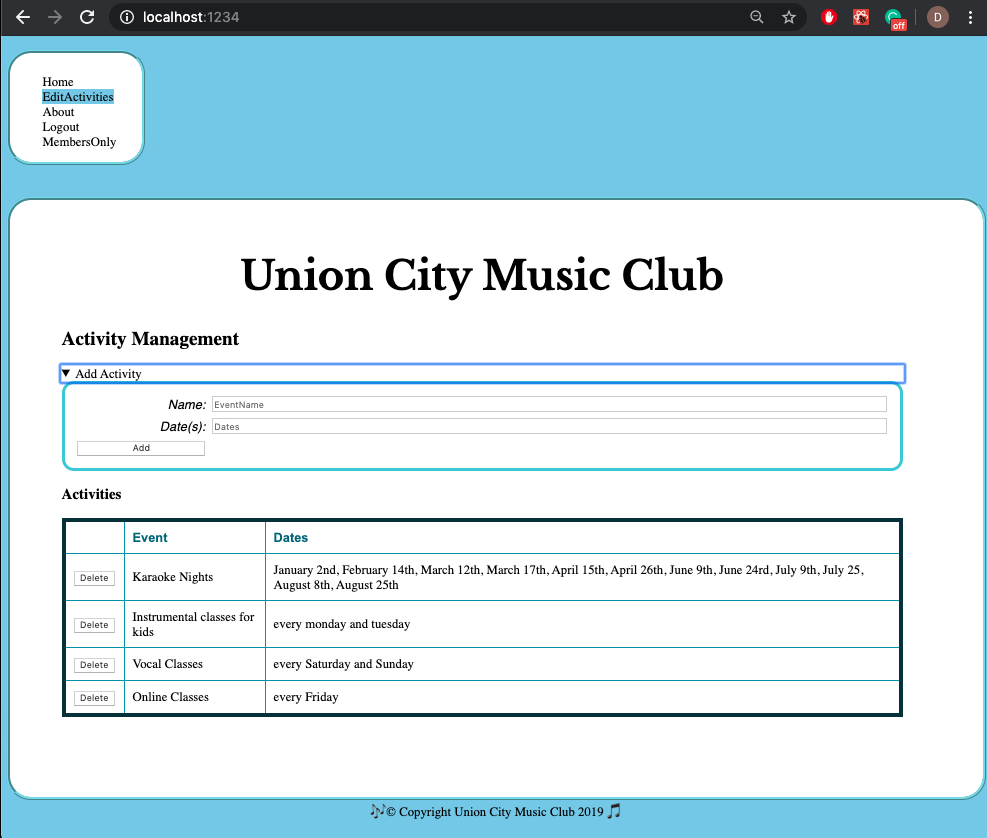 localhost:1234
off
D
Home
EditActivities
About
Logout
MembersOnly
Union City Music Club
Activity Management
▼ Add Activity
Name: EventName
Date(s): Dates
Add
Activities
Event Dates
Delete Karaoke Nights January 2nd, February 14th, March 12th, March 17th, April 15th, April 26th, June 9th, June 24rd, July 9th, July 25,
August 8th, August 25th
Delete Instrumental classes for
kids every monday and tuesday
Delete Vocal Classes every Saturday and Sunday
Delete Online Classes every Friday
🎶© Copyright Union City Music Club 2019 🎵